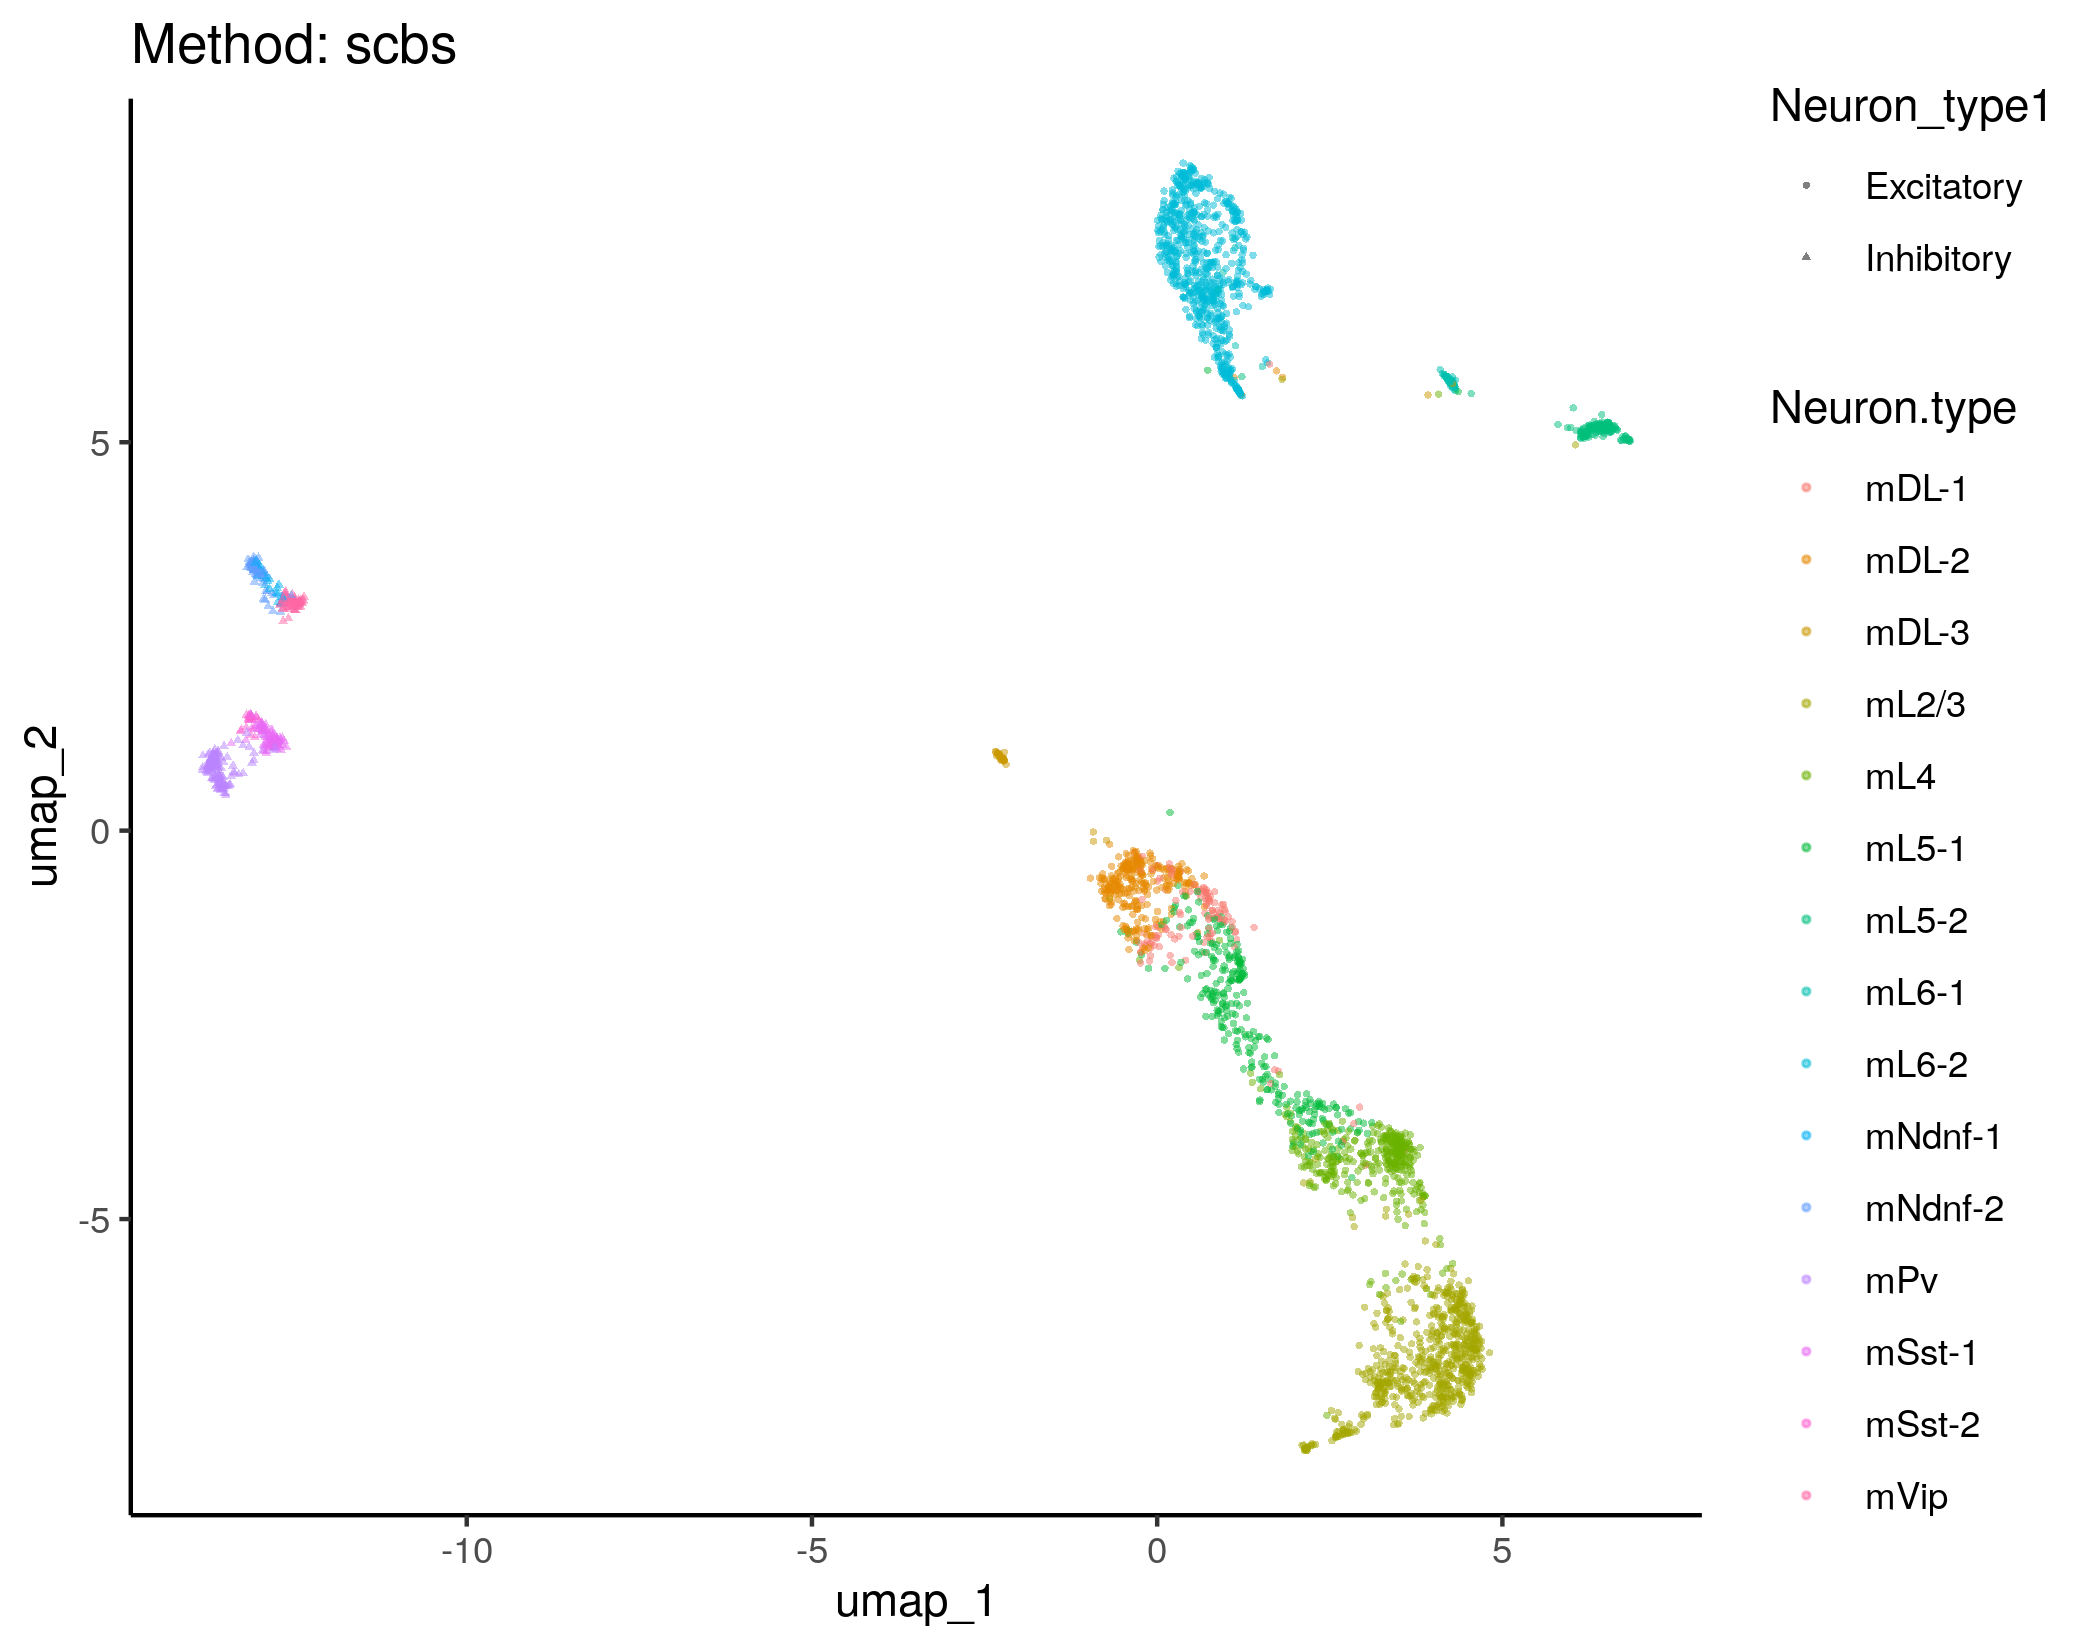 Method: scbs
umap_2
5
0
-5
-10
-5
0
5
umap_1
Neuron_type1
Excitatory
Inhibitory
Neuron.type
mDL-1
mDL-2
mDL-3
mL2/3
mL4
mL5-1
mL5-2
mL6-1
mL6-2
mNdnf-1
mNdnf-2
mPv
mSst-1
mSst-2
mVip